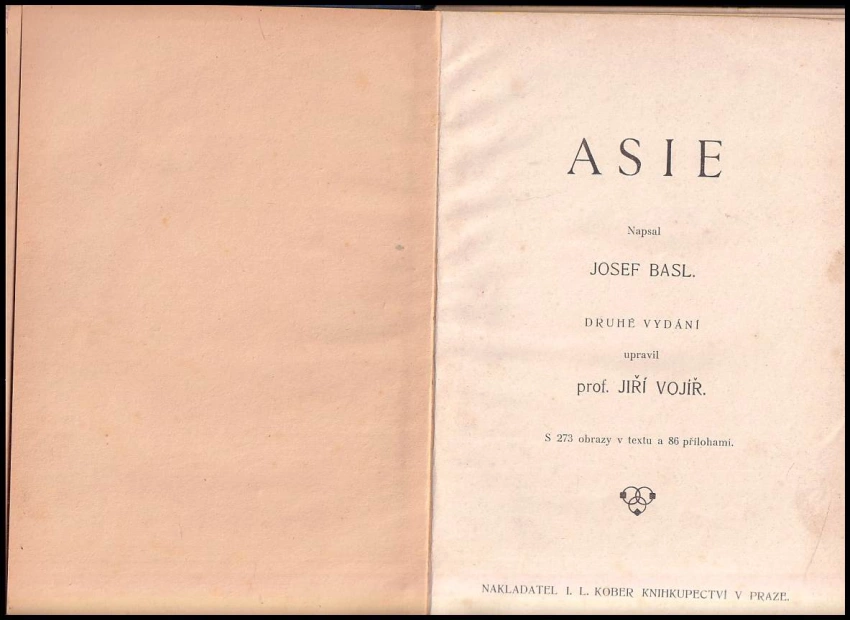 ASIE
Napsal
JOSEF BASL.
DRUHÉ VYDÁNÍ
upravil
prof. JIŘÍ VOJÍŘ.
S 273 obrazy v textu a 86 přílohami.
NAKLADATEL I. L. KOBER KNIHKUPECTVÍ V PRAZE.